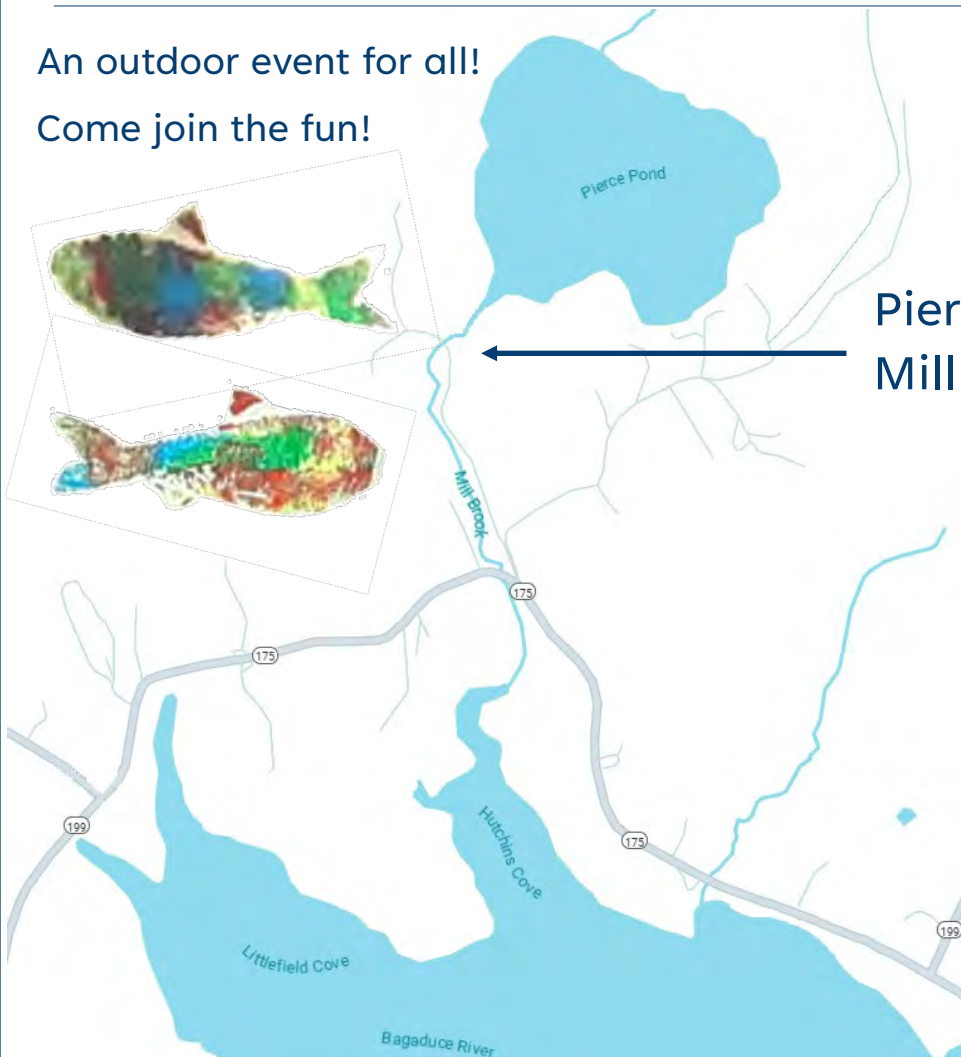 An outdoor event for all!
Come join the fun!
Pierce Pond
Pier
Mill
Mill Brook
175
175
Hutchins Cove
199
175
199
Littlefield Cove
Bagaduce River